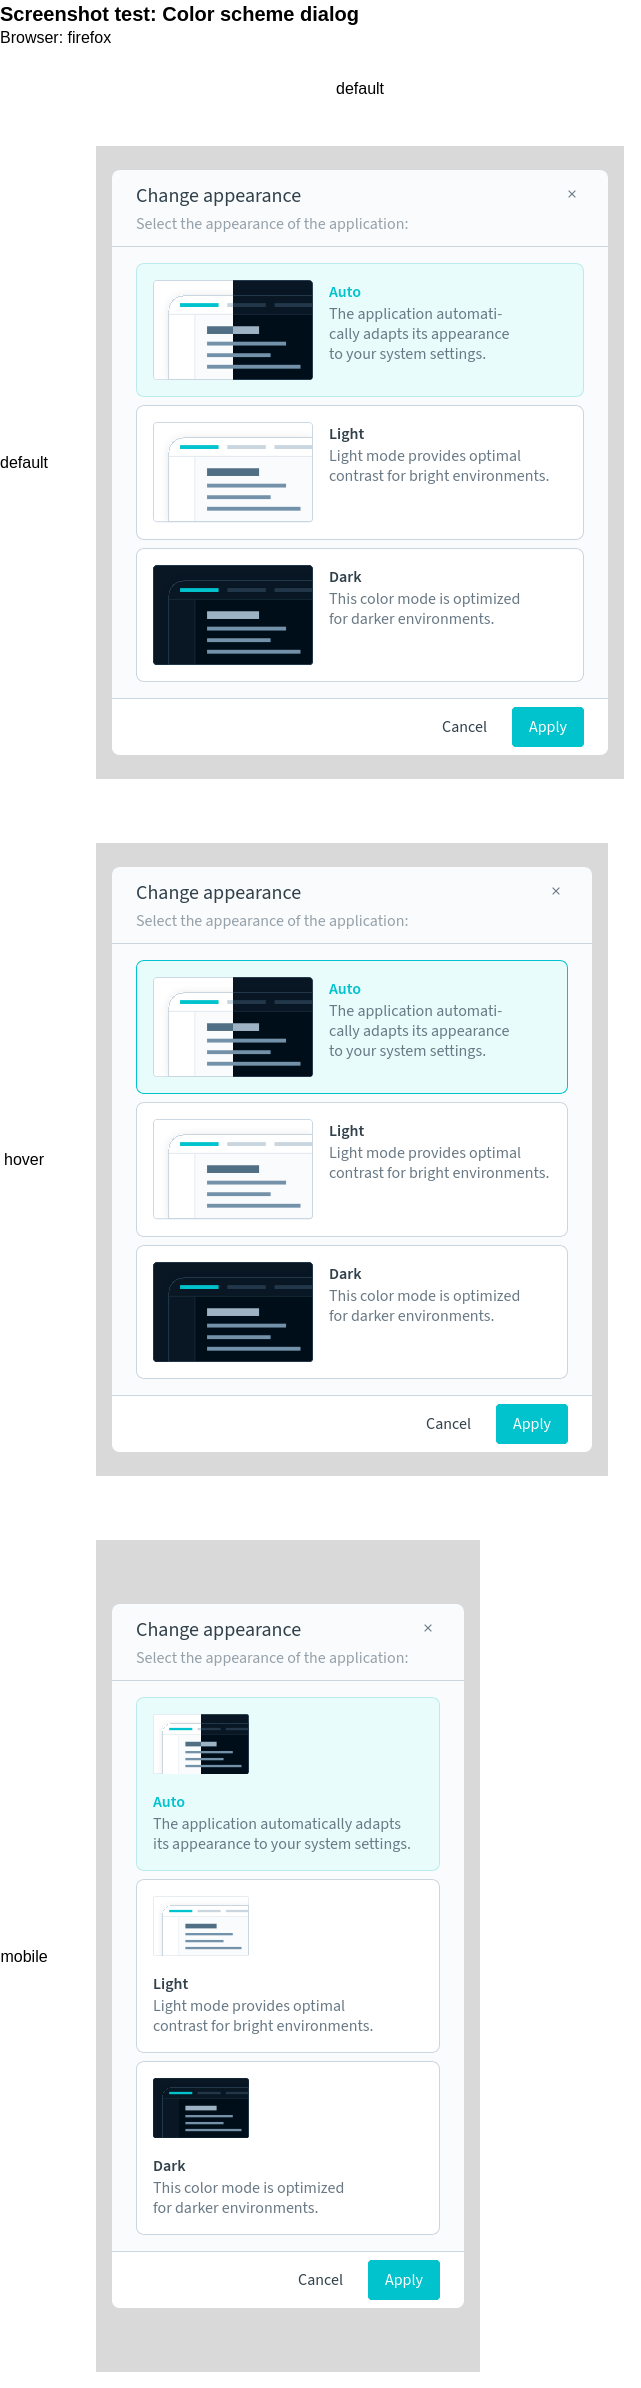 Screenshot test: Color scheme dialog
Browser: firefox
default
default
Change appearance
×
Select the appearance of the application:
Auto
The application automati-
cally adapts its appearance
to your system settings.
Light
Light mode provides optimal
contrast for bright environments.
Dark
This color mode is optimized
for darker environments.
Cancel
Apply
hover
Change appearance
×
Select the appearance of the application:
Auto
The application automati-
cally adapts its appearance
to your system settings.
Light
Light mode provides optimal
contrast for bright environments.
Dark
This color mode is optimized
for darker environments.
Cancel
Apply
mobile
Change appearance
×
Select the appearance of the application:
Auto
The application automatically adapts
its appearance to your system settings.
Light
Light mode provides optimal
contrast for bright environments.
Dark
This color mode is optimized
for darker environments.
Cancel
Apply